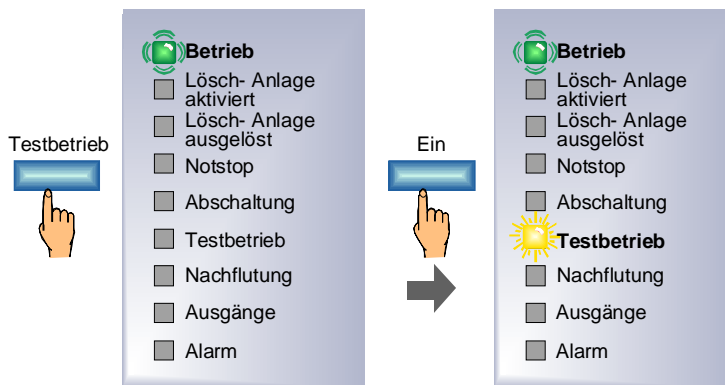 Testbetrieb
Betrieb
Lösch- Anlage
aktiviert
Lösch- Anlage
ausgelöst
Notstop
Abschaltung
Testbetrieb
Nachflutung
Ausgänge
Alarm
Ein
Betrieb
Lösch- Anlage
aktiviert
Lösch- Anlage
ausgelöst
Notstop
Abschaltung
Testbetrieb
Nachflutung
Ausgänge
Alarm